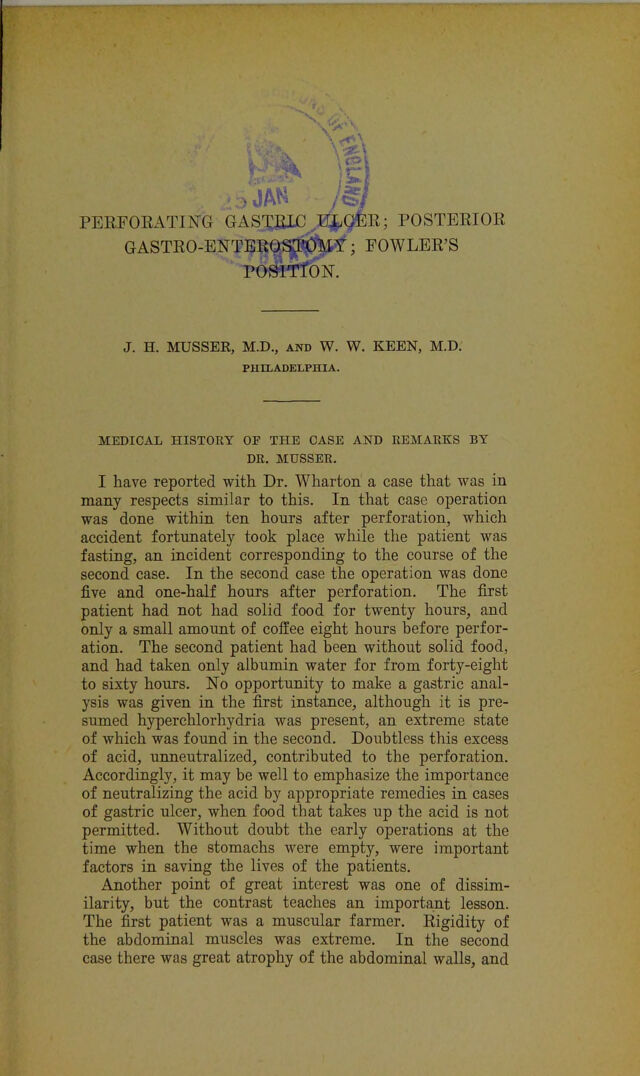 OF ENGLAND
25 JAN
PERFORATING GASTRIC ULCER; POSTERIOR
GASTRO-ENTEROSTOMY; FOWLER'S
POSITION.
J. H. MUSSER, M.D., AND W. W. KEEN, M.D.
PHILADELPHIA.
MEDICAL HISTORY OF THE CASE AND REMARKS BY
DR. MUSSER.
I have reported with Dr. Wharton a case that was in
many respects similar to this. In that case operation
was done within ten hours after perforation, which
accident fortunately took place while the patient was
fasting, an incident corresponding to the course of the
second case. In the second case the operation was done
five and one-half hours after perforation. The first
patient had not had solid food for twenty hours, and
only a small amount of coffee eight hours before perfor-
ation. The second patient had been without solid food,
and had taken only albumin water for from forty-eight
to sixty hours. No opportunity to make a gastric anal-
ysis was given in the first instance, although it is pre-
sumed hyperchlorhydria was present, an extreme state
of which was found in the second. Doubtless this excess
of acid, unneutralized, contributed to the perforation.
Accordingly, it may be well to emphasize the importance
of neutralizing the acid by appropriate remedies in cases
of gastric ulcer, when food that takes up the acid is not
permitted. Without doubt the early operations at the
time when the stomachs were empty, were important
factors in saving the lives of the patients.
Another point of great interest was one of dissim-
ilarity, but the contrast teaches an important lesson.
The first patient was a muscular farmer. Rigidity of
the abdominal muscles was extreme. In the second
case there was great atrophy of the abdominal walls, and